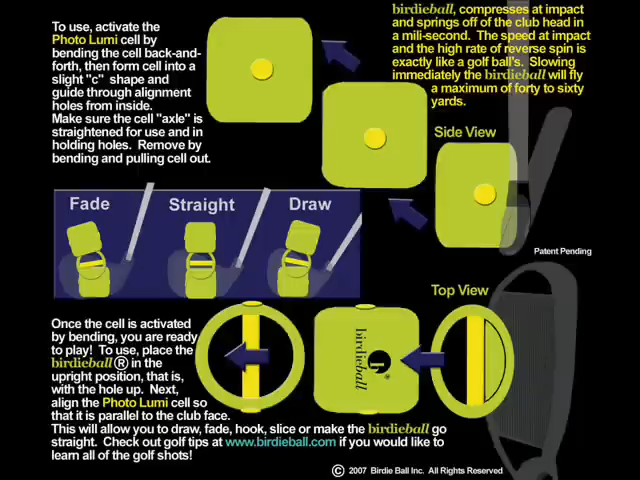 To use, activate the
Photo Lumi cell by
bending the cell back-and-
forth, then form cell into a
slight "c" shape and
guide through alignment
holes from inside.
Make sure the cell "axle" is
straightened for use and in
holding holes. Remove by
bending and pulling cell out.
birdieball, compresses at impact
and springs off of the club head in
a mili-second. The speed at impact
and the high rate of reverse spin is
exactly like a golf ball's. Slowing
immediately the birdieball will fly
a maximum of forty to sixty
yards.
Side View
Patent Pending
Fade
Straight
Draw
Top View
birdieball
Once the cell is activated
by bending, you are ready
to play! To use, place the
birdieball® in the
upright position, that is,
with the hole up. Next,
align the Photo Lumi cell so
that it is parallel to the club face.
This will allow you to draw, fade, hook, slice or make the birdieball go
straight. Check out golf tips at www.birdieball.com if you would like to
learn all of the golf shots!
© 2007 Birdie Ball Inc. All Rights Reserved